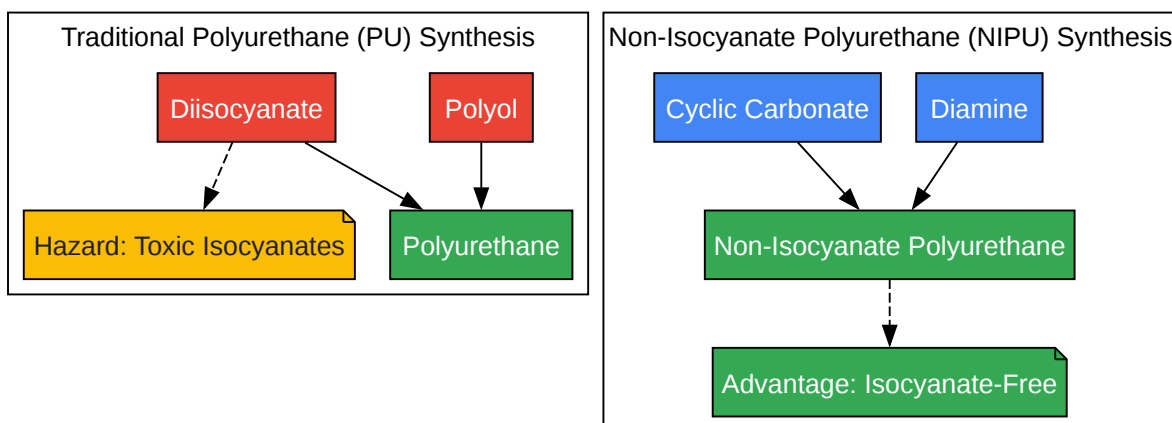 Traditional Polyurethane (PU) Synthesis
Diisocyanate
Polyol
Hazard: Toxic Isocyanates
Polyurethane
Non-Isocyanate Polyurethane (NIPU) Synthesis
Cyclic Carbonate
Diamine
Non-Isocyanate Polyurethane
Advantage: Isocyanate-Free